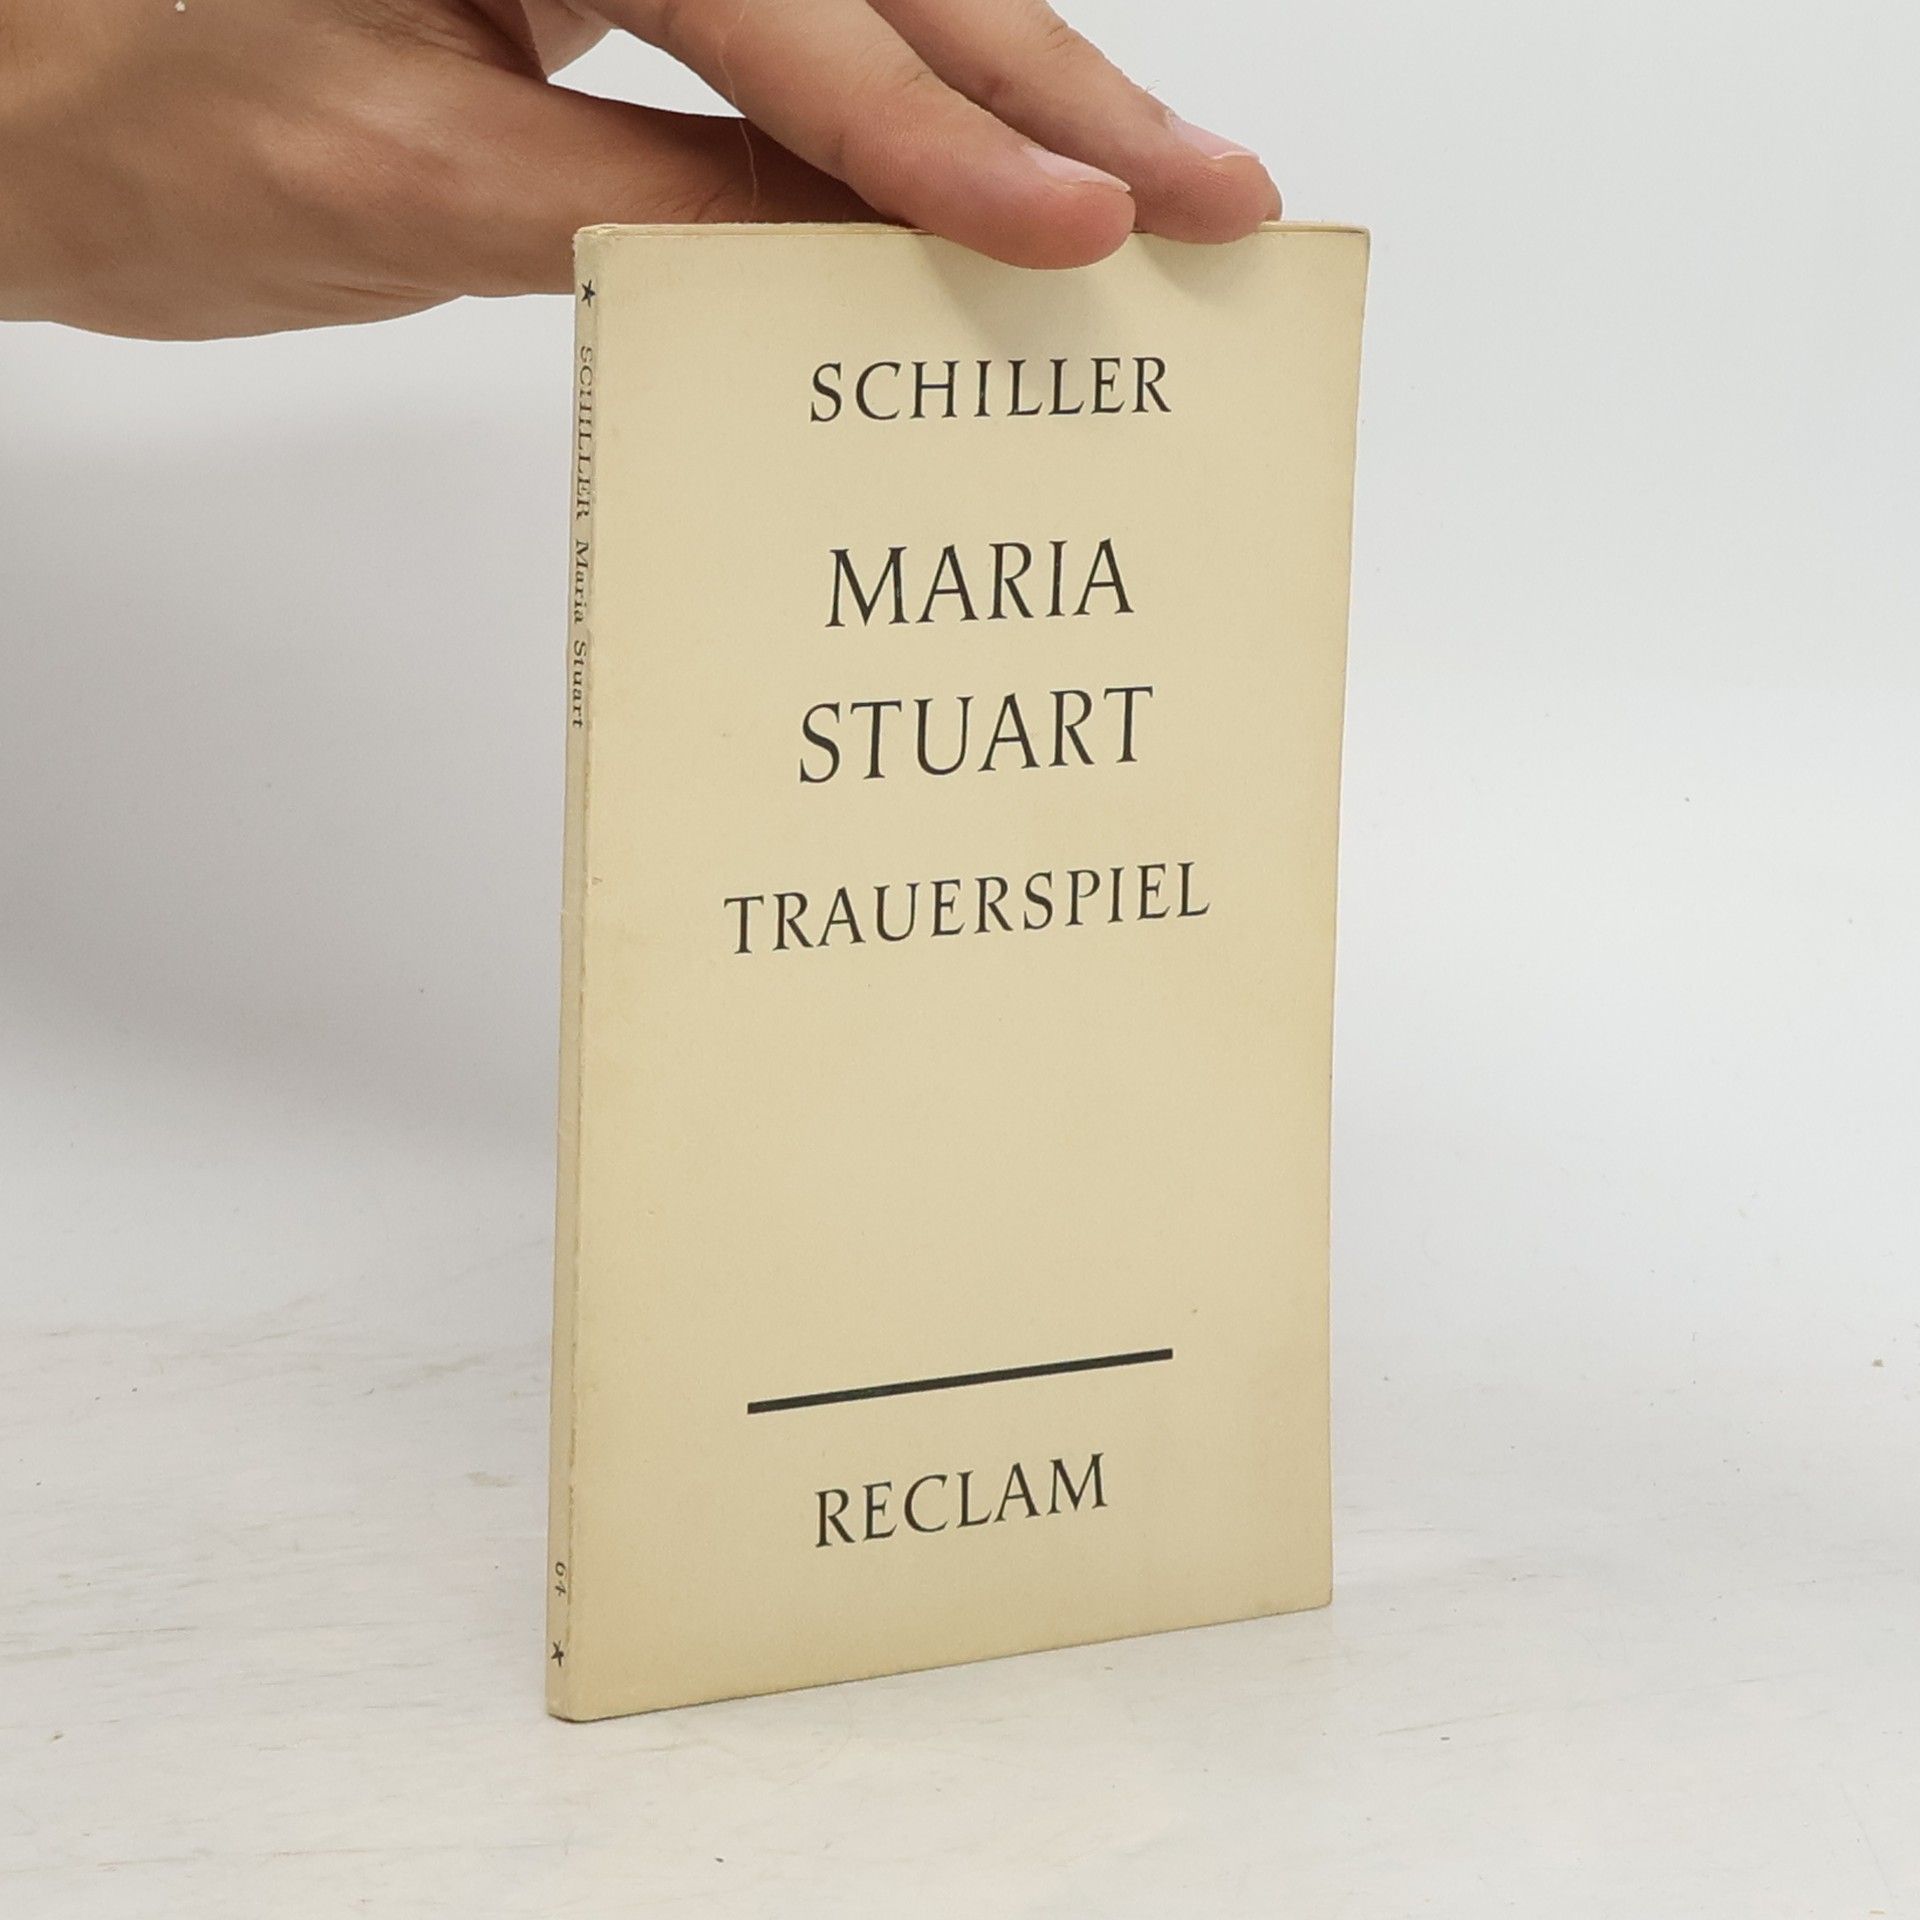 SCHILLER
MARIA
STUART
TRAUERSPIEL
RECLAM
SCHILLER Maria Stuart
64